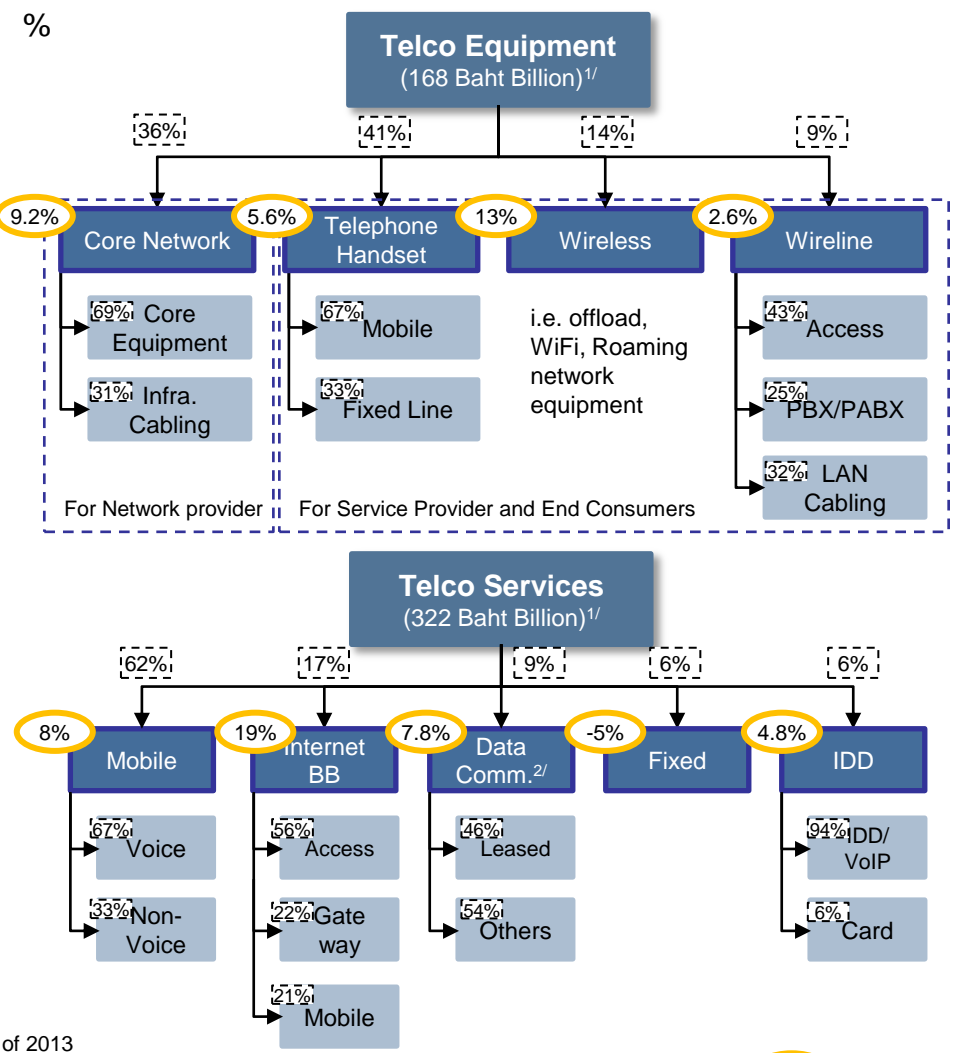 %
Telco Equipment
(168 Baht Billion)1/
36%
41%
14%
9%
9.2%
Core Network
5.6%
Telephone
Handset
13%
Wireless
2.6%
Wireline
69% Core
Equipment
31% Infra.
Cabling
67%
Mobile
33%
Fixed Line
i.e. offload,
WiFi, Roaming
network
equipment
43%
Access
25%
PBX/PABX
32% LAN
Cabling
For Network provider
For Service Provider and End Consumers
Telco Services
(322 Baht Billion)1/
62%
17%
9%
6%
6%
8%
Mobile
19%
Internet
BB
7.8%
Data
Comm.2/
-5%
Fixed
4.8%
IDD
67%
Voice
33% Non-
Voice
56%
Access
22% Gate
way
21%
Mobile
46%
Leased
54%
Others
94% IDD/
VoIP
6%
Card
of 2013